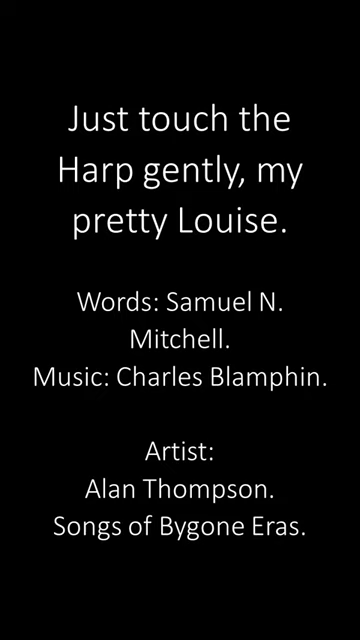 Just touch the
Harp gently, my
pretty Louise.
Words: Samuel N.
Mitchell.
Music: Charles Blamphin.
Artist:
Alan Thompson.
Songs of Bygone Eras.